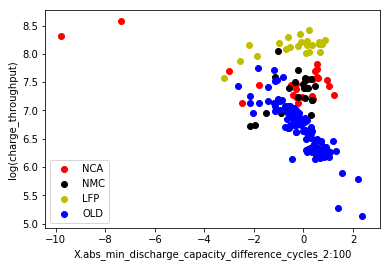 8.5
8.0
7.5
7.0
6.5
6.0
5.5
5.0
log(charge_throughput)
NCA
NMC
LFP
OLD
−10 −8 −6 −4 −2 0 2
X.abs_min_discharge_capacity_difference_cycles_2:100